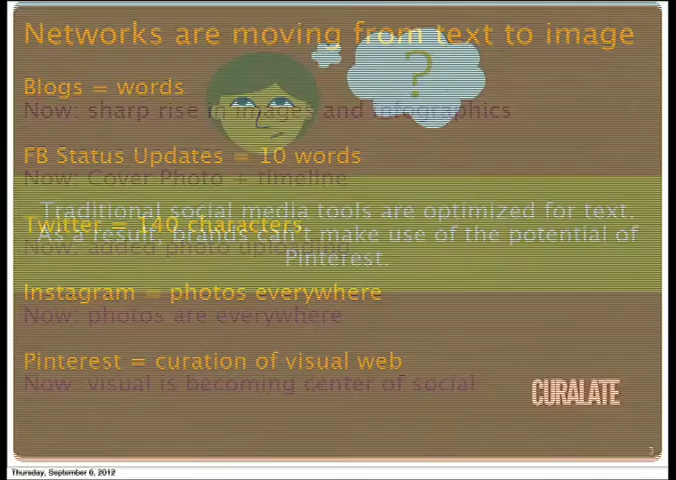 Networks are moving from text to image
Blogs = words
Now: sharp rise in images and infographics
FB Status Updates = 10 words
Now: Cover Photo + timeline
Traditional social media tools are optimized for text.
Twitter = 140 characters
As a result, brands can't make use of the potential of
Now: added photo uploading
Pinterest.
Instagram = photos everywhere
Now: photos are everywhere
Pinterest = curation of visual web
Now: visual is becoming center of social
?
CURALATE
3
Thursday, September 6, 2012